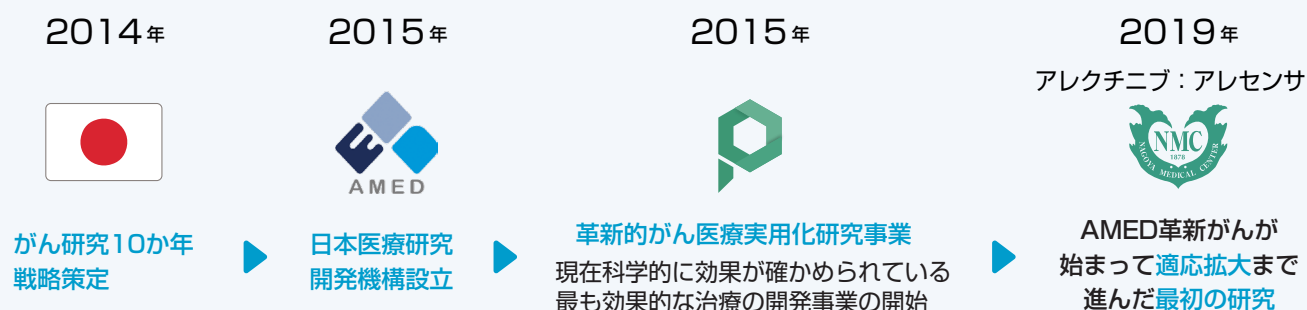 2014年
2015年
2015年
2019年
アレクチニブ：アレセンサ
AMED
NMC
1878
NAGOYA MEDICAL CENTER
がん研究10か年
戦略策定
日本医療研究
開発機構設立
革新的がん医療実用化研究事業
現在科学的に効果が確かめられている
最も効果的な治療の開発事業の開始
AMED革新がんが
始まって適応拡大まで
進んだ最初の研究